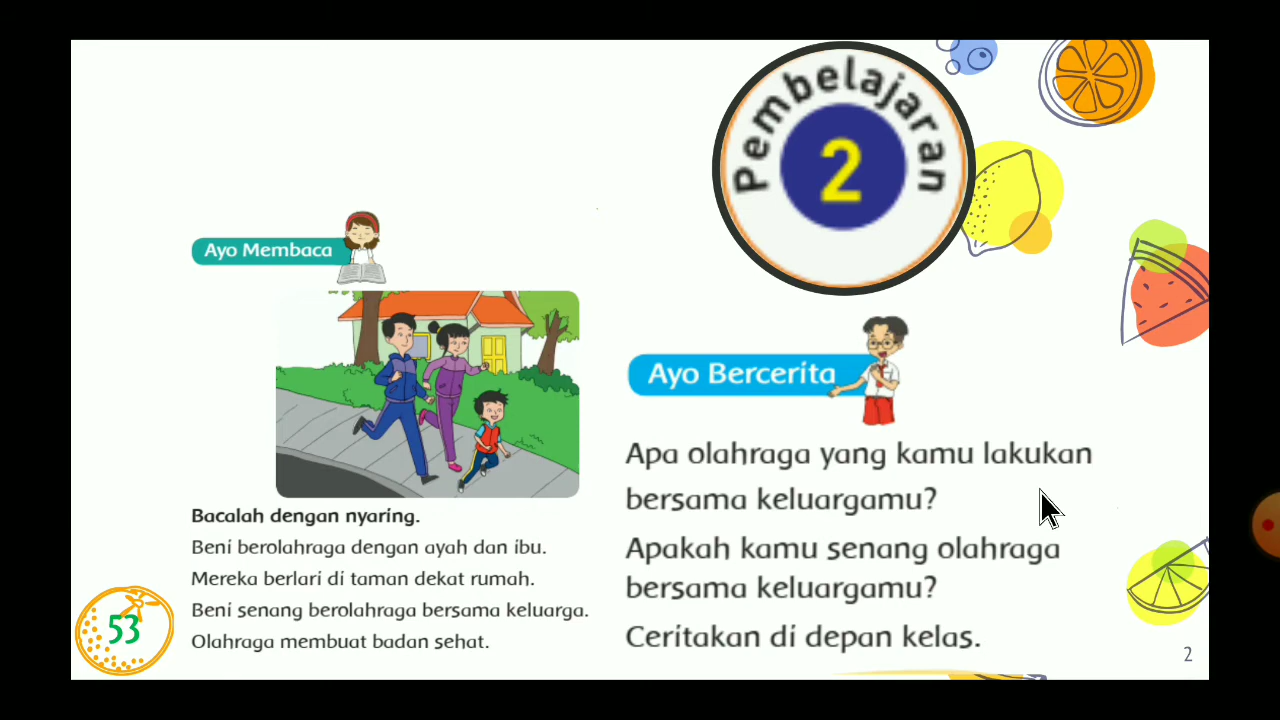 Pembelajaran
2
Ayo Membaca
Bacalah dengan nyaring.
Beni berolahraga dengan ayah dan ibu.
Mereka berlari di taman dekat rumah.
Beni senang berolahraga bersama keluarga.
Olahraga membuat badan sehat.
53
Ayo Bercerita
Apa olahraga yang kamu lakukan
bersama keluargamu?
Apakah kamu senang olahraga
bersama keluargamu?
Ceritakan di depan kelas.
2